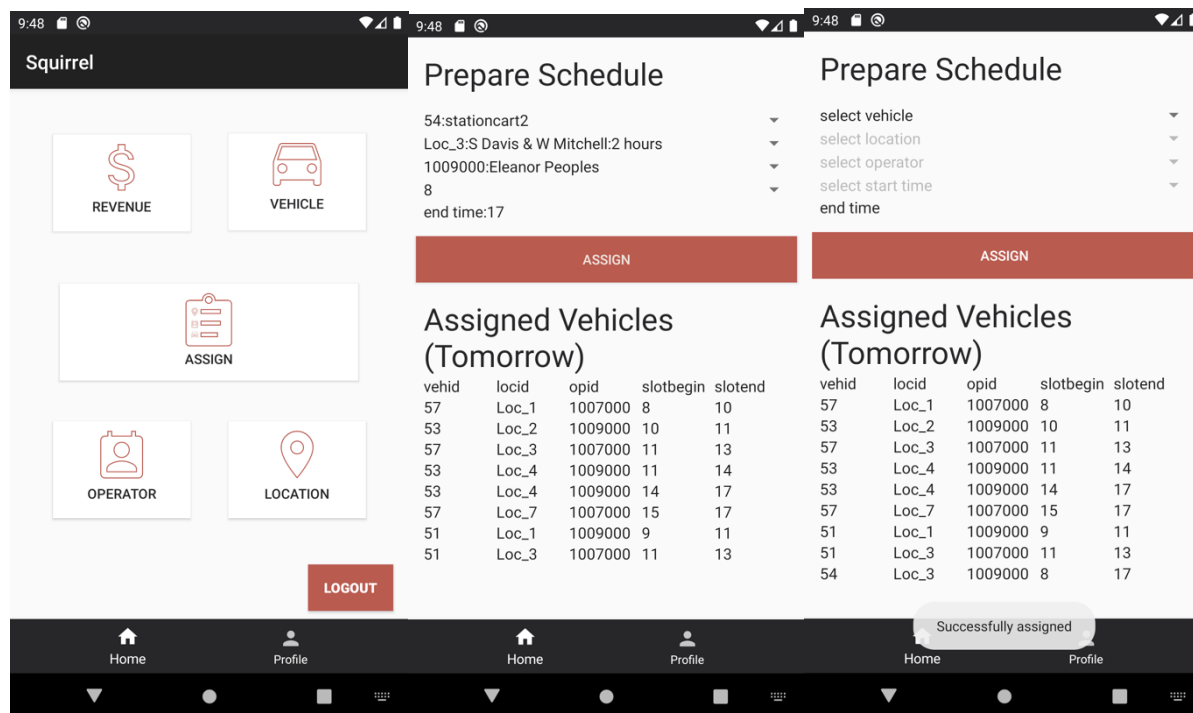 9:48
Squirrel
REVENUE
VEHICLE
ASSIGN
OPERATOR
LOCATION
LOGOUT
Home
Profile
9:48
Prepare Schedule
54:stationcart2
Loc_3:S Davis & W Mitchell:2 hours
1009000:Eleanor Peoples
8
end time:17
ASSIGN
Assigned Vehicles
(Tomorrow)
vehid locid opid slotbegin slotend
57 Loc_1 1007000 8 10
53 Loc_2 1009000 10 11
57 Loc_3 1007000 11 13
53 Loc_4 1009000 11 14
53 Loc_4 1009000 14 17
57 Loc_7 1007000 15 17
51 Loc_1 1009000 9 11
51 Loc_3 1007000 11 13
Home
Profile
9:48
Prepare Schedule
select vehicle
select location
select operator
select start time
end time
ASSIGN
Assigned Vehicles
(Tomorrow)
vehid locid opid slotbegin slotend
57 Loc_1 1007000 8 10
53 Loc_2 1009000 10 11
57 Loc_3 1007000 11 13
53 Loc_4 1009000 11 14
53 Loc_4 1009000 14 17
57 Loc_7 1007000 15 17
51 Loc_1 1009000 9 11
51 Loc_3 1007000 11 13
54 Loc_3 1009000 8 17
Successfully assigned
Home
Profile